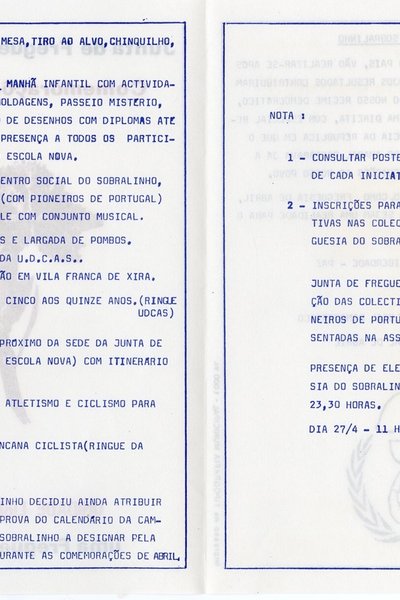 MESA, TIRO AO ALVO, CHINQUILHO,
MANHÃ INFANTIL COM ACTIVIDA-
OLDAGENS, PASSEIO MISTÉRIO,
DE DESENHOS COM DIPLOMAS ATE
PRESENÇA A TODOS OS PARTICI-
ESCOLA NOVA.
ENTRO SOCIAL DO SOBRALINHO,
(COM PIONEIROS DE PORTUGAL)
LE COM CONJUNTO MUSICAL.
S E LARGADA DE POMBOS.
DA U.D.C.A.S..
ÃO EM VILA FRANCA DE XIRA.
CINCO AOS QUINZE ANOS.(RINGUE
UDCAS)
PRÓXIMO DA SEDE DA JUNTA DE
ESCOLA NOVA) COM ITINERÁRIO
ATLETISMO E CICLISMO PARA
NCANA CICLISTA(RINGUE DA
INHO DECIDIU AINDA ATRIBUIR
PROVA DO CALENDÁRIO DA CAM-
SOBRALINHO A DESIGNAR PELA
URANTE AS COMEMORAÇÕES DE ABRIL.
NOTA :
1 - CONSULTAR POSTE
DE CADA INICIAT
2 - INSCRIÇÕES PARA
TIVAS NAS COLEC
GUESIA DO SOBRA
JUNTA DE FREGUE
ÇÃO DAS COLECTI
NEIROS DE PORTU
SENTADAS NA ASS
PRESENÇA DE ELE
SIA DO SOBRALIN
23,30 HORAS.
DIA 27/4 - 11 H